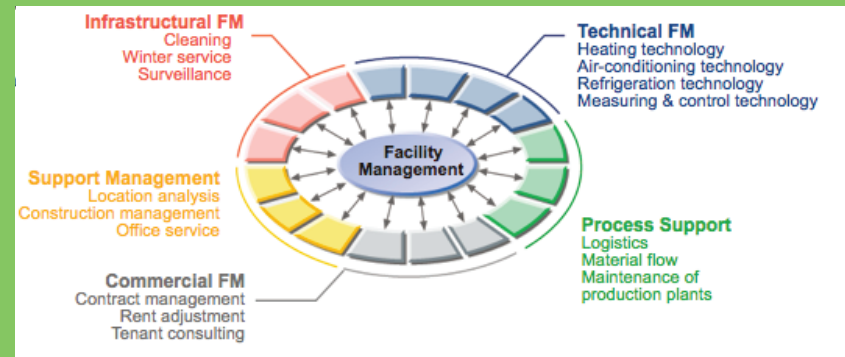 Infrastructural FM
Cleaning
Winter service
Surveillance
Technical FM
Heating technology
Air-conditioning technology
Refrigeration technology
Measuring & control technology
Facility
Management
Support Management
Location analysis
Construction management
Office service
Process Support
Logistics
Material flow
Maintenance of
production plants
Commercial FM
Contract management
Rent adjustment
Tenant consulting